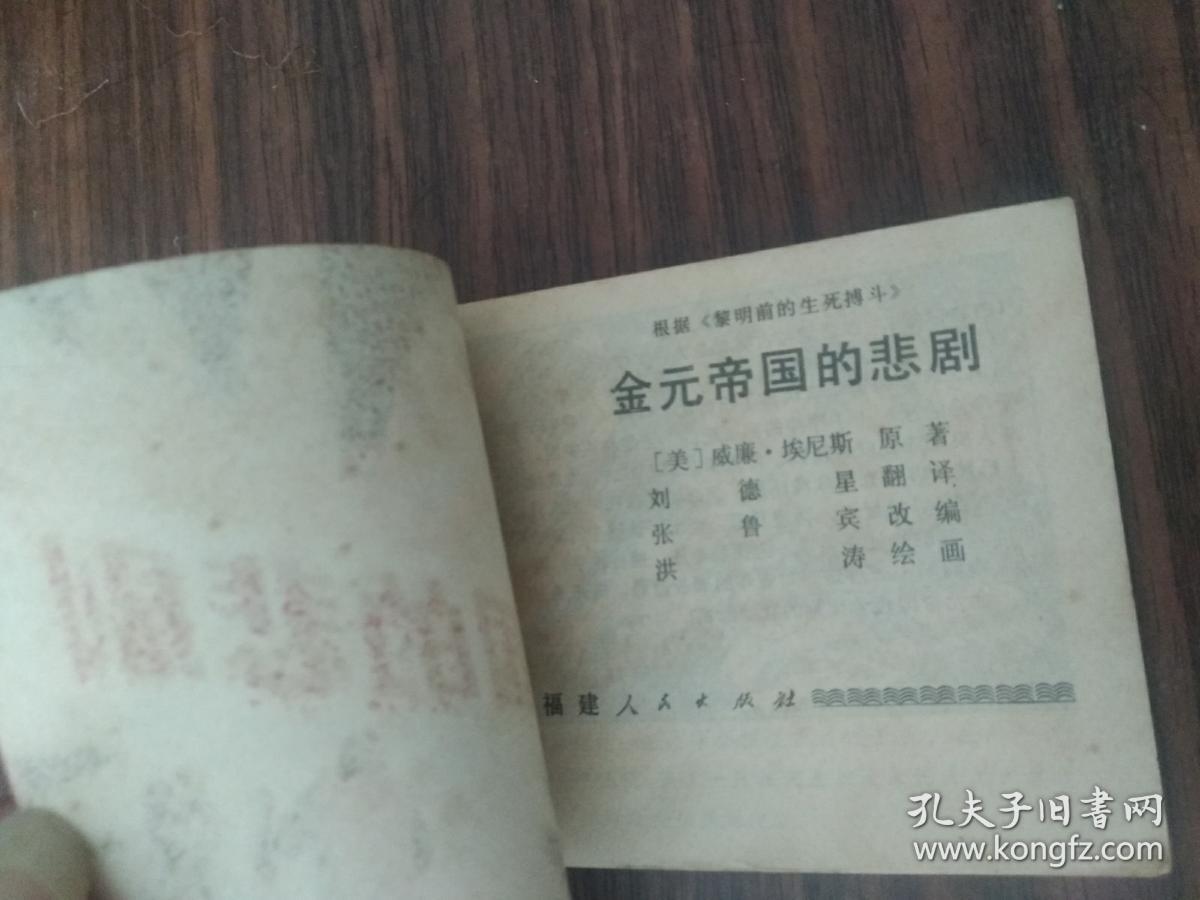 根据《黎明前的生死搏斗》
金元帝国的悲剧
［美］威廉·埃尼斯 原著
刘德星翻译
张鲁宾改编
洪涛绘画
福建人民出版社
孔夫子旧书网
www.kongfz.com